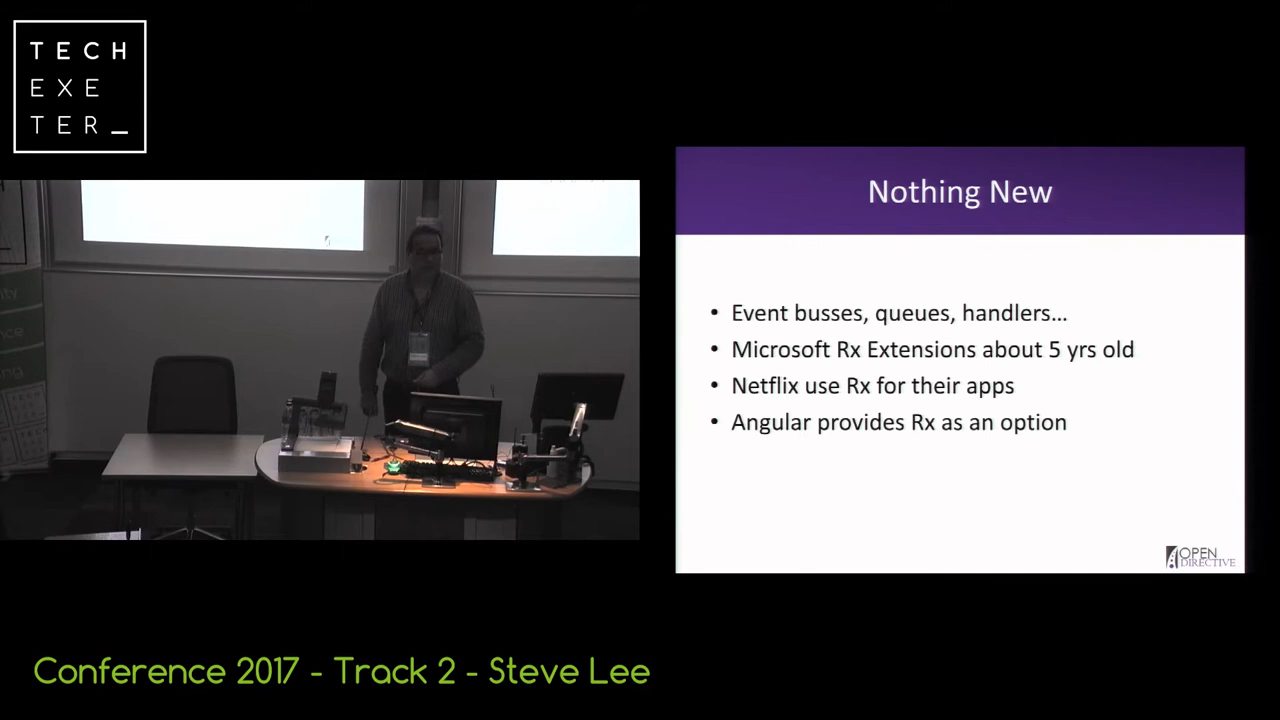 TECH
EXE
TER_
Nothing New
• Event busses, queues, handlers...
• Microsoft Rx Extensions about 5 yrs old
• Netflix use Rx for their apps
• Angular provides Rx as an option
OPEN
DIRECTIVE
Conference 2017 - Track 2 - Steve Lee